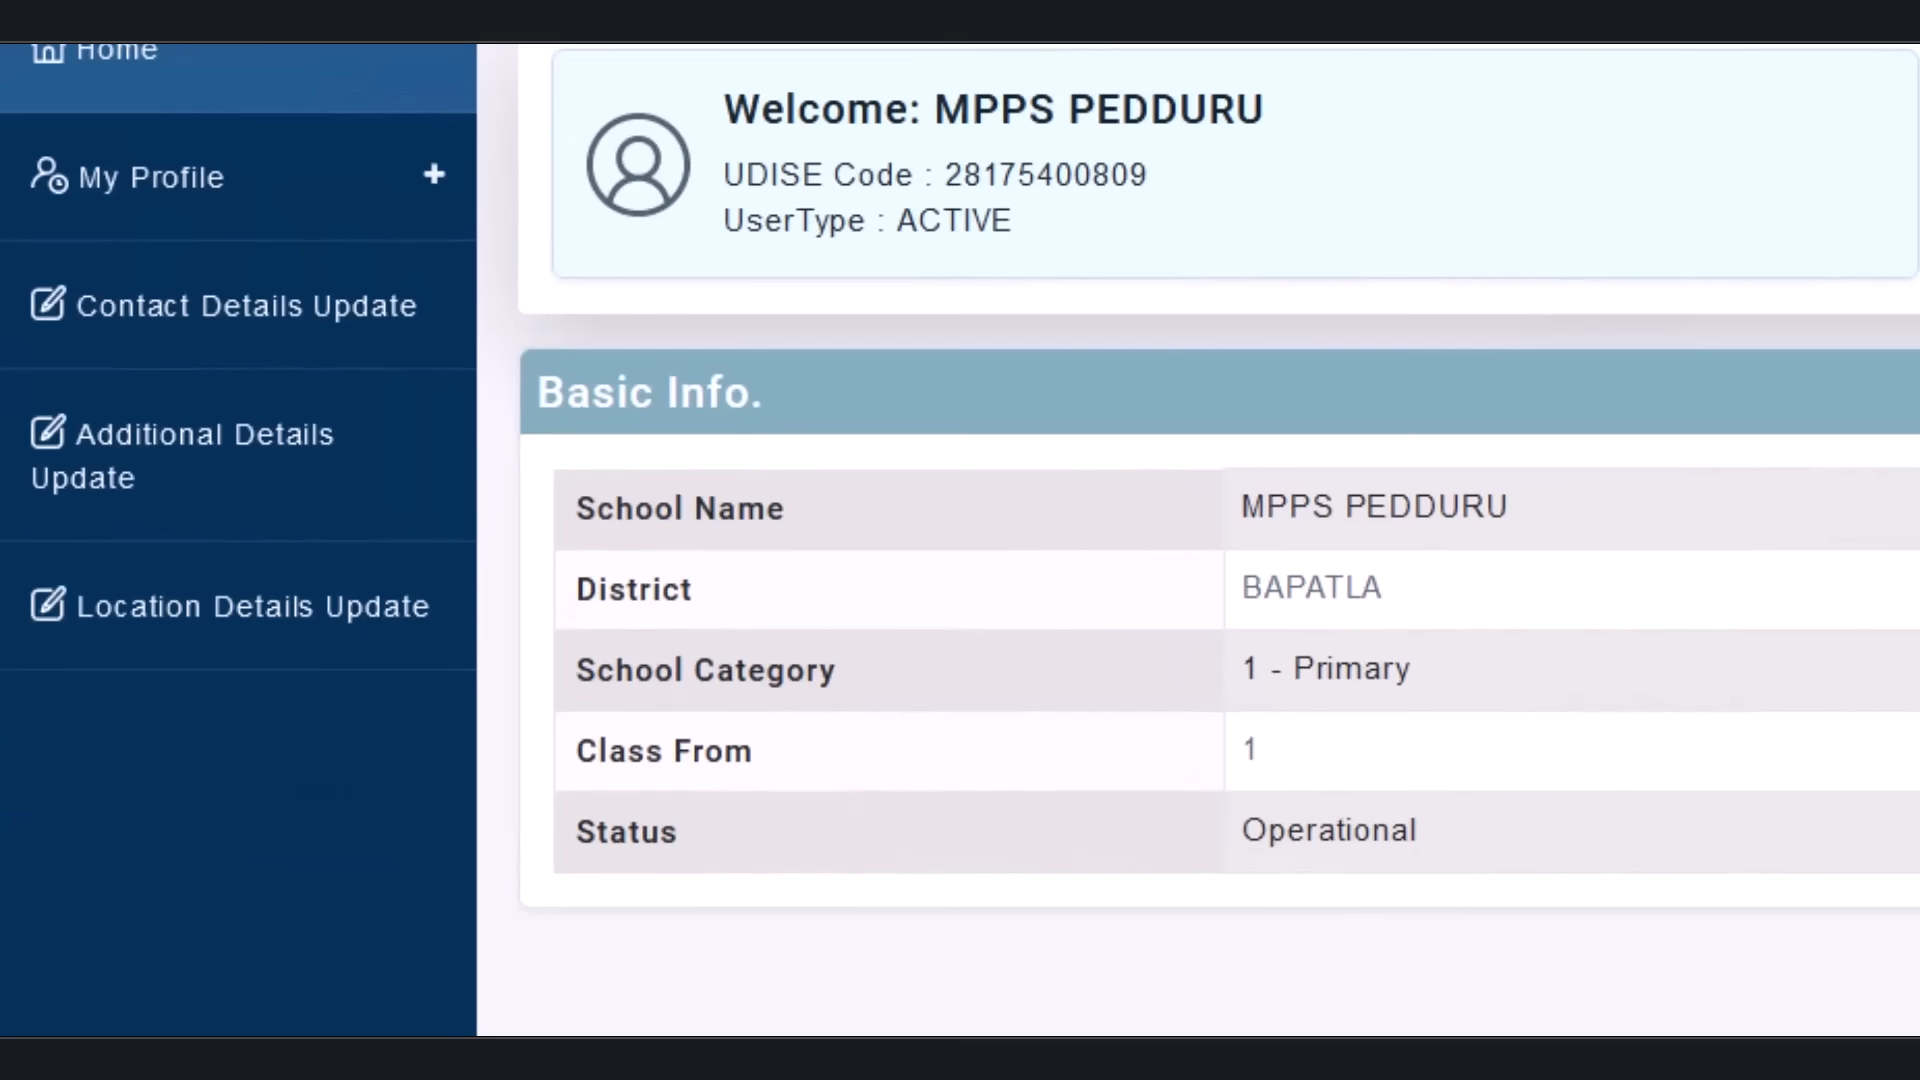 Home
My Profile
Contact Details Update
Additional Details
Update
Location Details Update
Welcome: MPPS PEDDURU
UDISE Code : 28175400809
UserType : ACTIVE
Basic Info.
School Name MPPS PEDDURU
District BAPATLA
School Category 1 - Primary
Class From 1
Status Operational